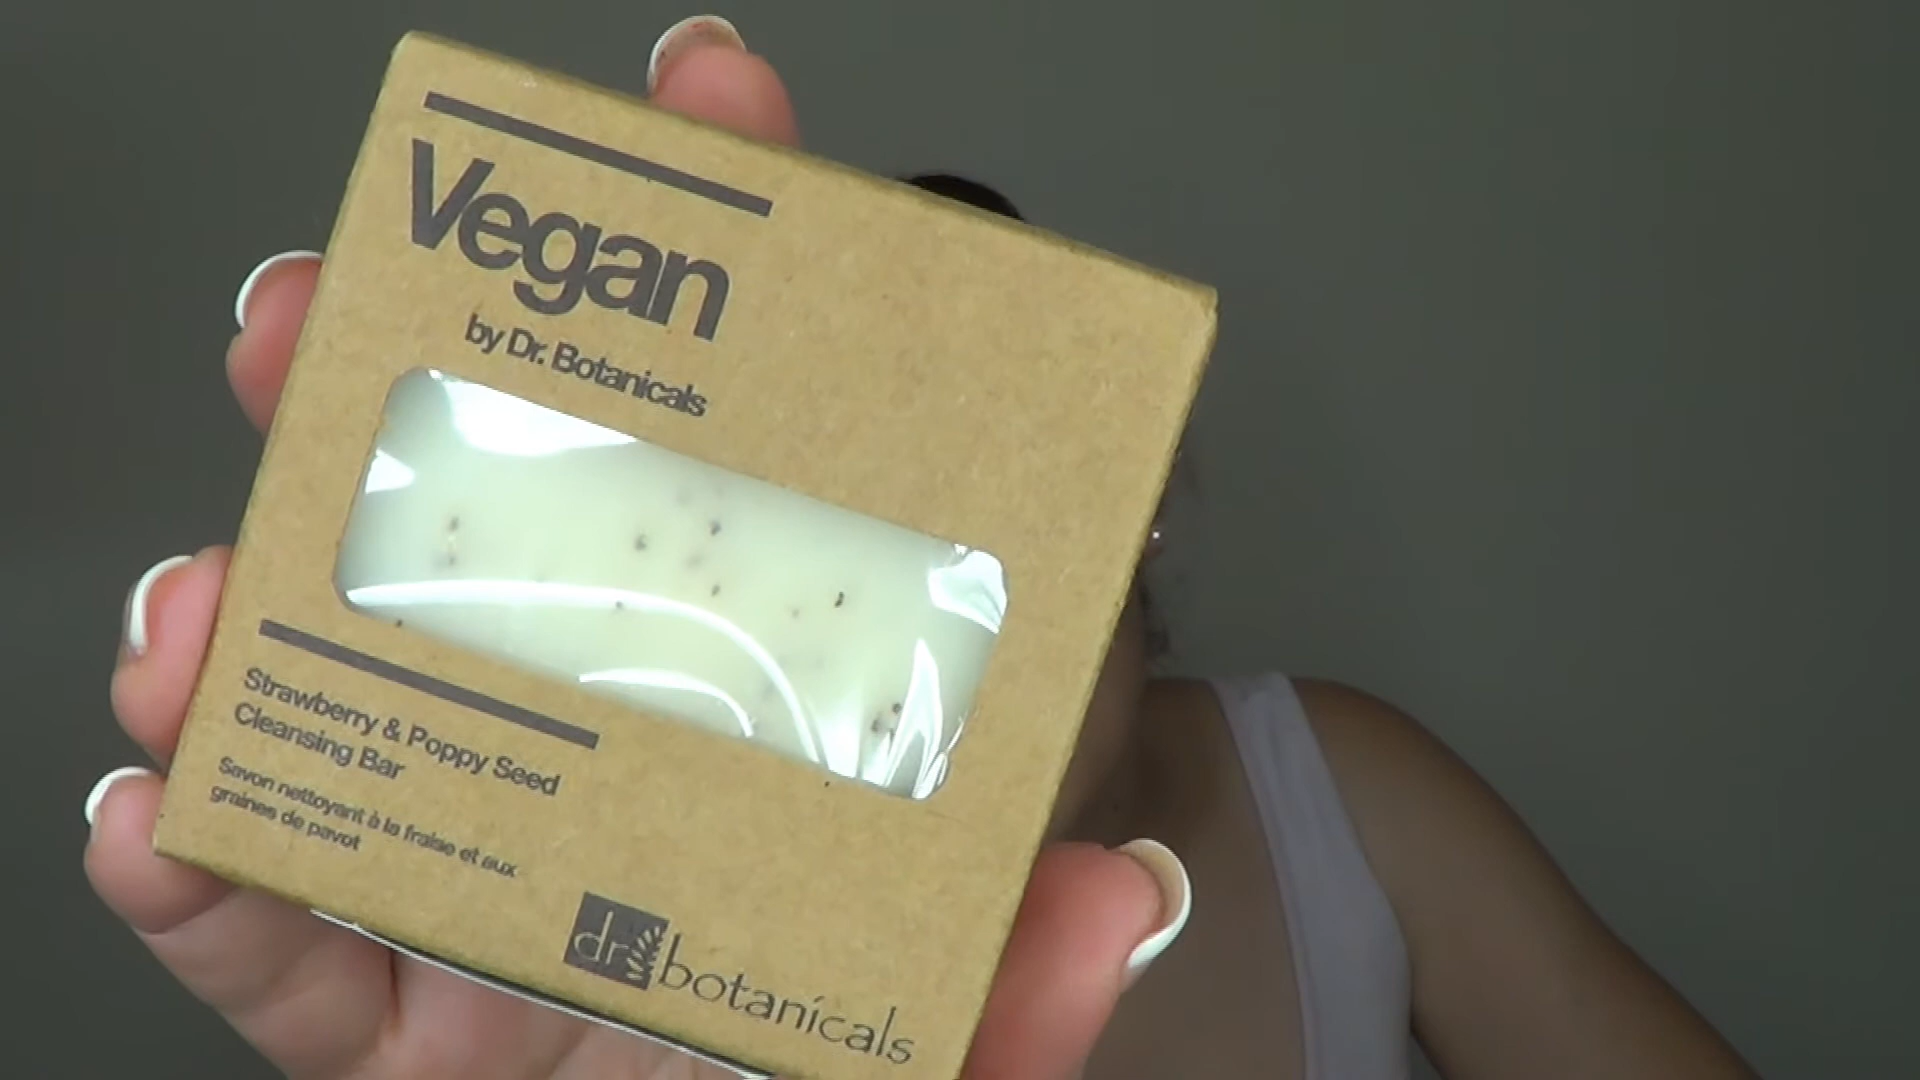 Vegan
by Dr. Botanicals
Strawberry & Poppy Seed
Cleansing Bar
Savon nettoyant à la fraise et aux
graines de pavot
dr botanicals